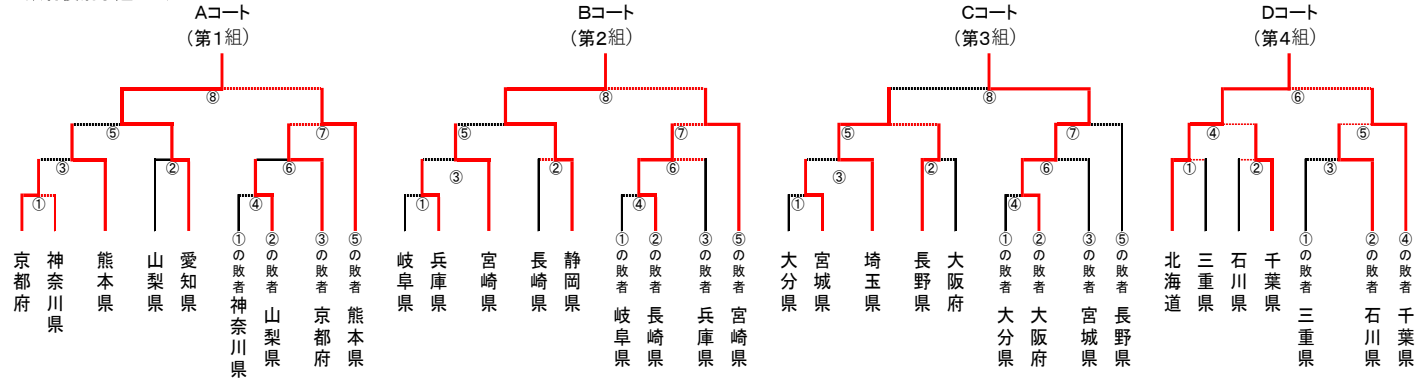 Aコート
(第1組)
⑧
⑤
⑦
③
②
⑥
①
④
京都府
神奈川県
熊本県
山梨県
愛知県
①の敗者 神奈川県
②の敗者 山梨県
③の敗者 京都府
⑤の敗者 熊本県
Bコート
(第2組)
⑧
⑤
⑦
③
②
⑥
①
④
岐阜県
兵庫県
宮崎県
長崎県
静岡県
①の敗者 岐阜県
②の敗者 長崎県
③の敗者 兵庫県
⑤の敗者 宮崎県
Cコート
(第3組)
⑧
⑤
⑦
③
②
⑥
①
④
大分県
宮城県
埼玉県
長野県
大阪府
①の敗者 大分県
②の敗者 大阪府
③の敗者 宮城県
⑤の敗者 長野県
Dコート
(第4組)
⑥
④
⑤
①
②
③
北海道
三重県
石川県
千葉県
①の敗者 三重県
②の敗者 石川県
④の敗者 千葉県